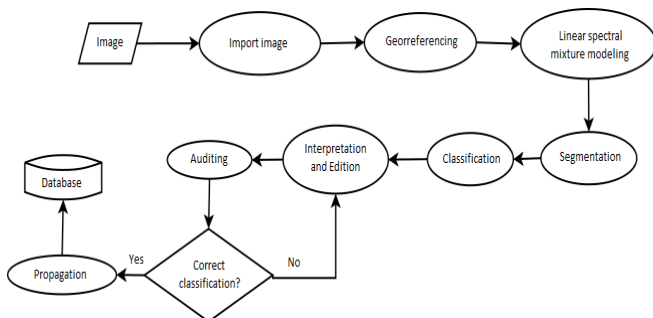 Image
Import image
Georreferencing
Linear spectral
mixture modeling
Segmentation
Classification
Interpretation
and Edition
Auditing
Correct
classification?
No
Yes
Propagation
Database